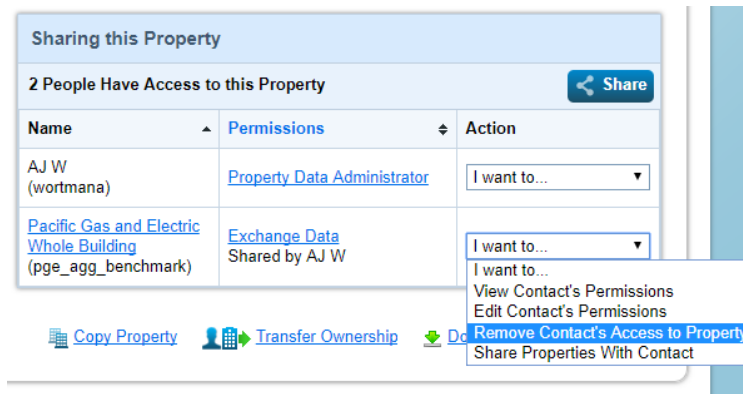 Sharing this Property
2 People Have Access to this Property
Share
Name Permissions Action
AJ W
(wortmana)
Property Data Administrator
I want to...
Pacific Gas and Electric
Whole Building
(pge_agg_benchmark)
Exchange Data
Shared by AJ W
I want to...
I want to...
View Contact's Permissions
Edit Contact's Permissions
Remove Contact's Access to Property
Share Properties With Contact
Copy Property Transfer Ownership